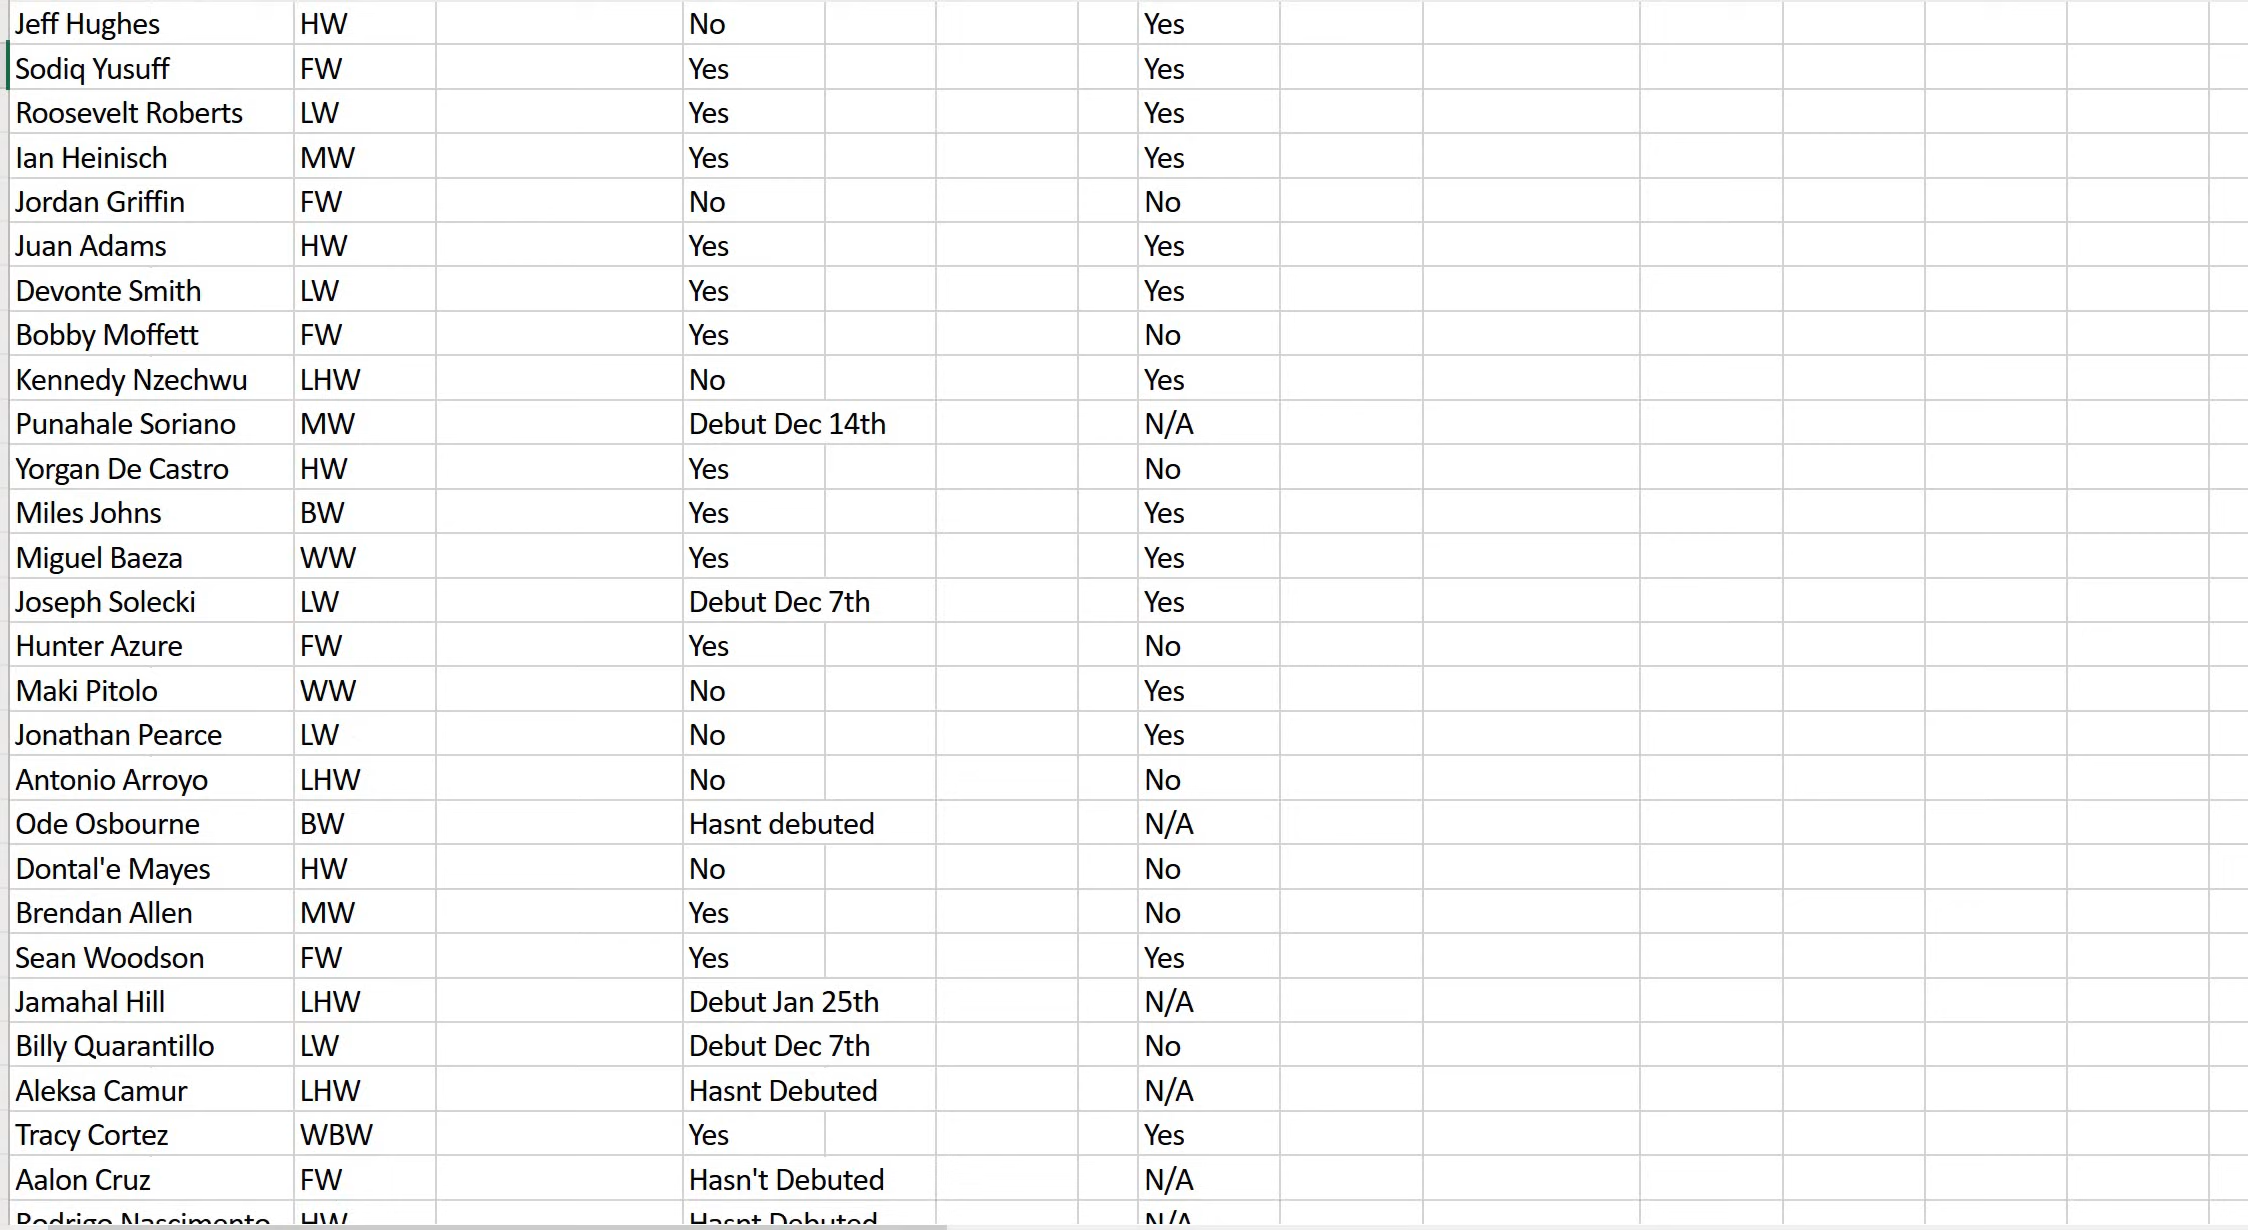 Jeff Hughes HW No Yes
Sodiq Yusuff FW Yes Yes
Roosevelt Roberts LW Yes Yes
Ian Heinisch MW Yes Yes
Jordan Griffin FW No No
Juan Adams HW Yes Yes
Devonte Smith LW Yes Yes
Bobby Moffett FW Yes No
Kennedy Nzechwu LHW No Yes
Punahale Soriano MW Debut Dec 14th N/A
Yorgan De Castro HW Yes No
Miles Johns BW Yes Yes
Miguel Baeza WW Yes Yes
Joseph Solecki LW Debut Dec 7th Yes
Hunter Azure FW Yes No
Maki Pitolo WW No Yes
Jonathan Pearce LW No Yes
Antonio Arroyo LHW No No
Ode Osbourne BW Hasnt debuted N/A
Dontal'e Mayes HW No No
Brendan Allen MW Yes No
Sean Woodson FW Yes Yes
Jamahal Hill LHW Debut Jan 25th N/A
Billy Quarantillo LW Debut Dec 7th No
Aleksa Camur LHW Hasnt Debuted N/A
Tracy Cortez WBW Yes Yes
Aalon Cruz FW Hasn't Debuted N/A
Rodrigo Nascimento HW Hasnt Debuted N/A